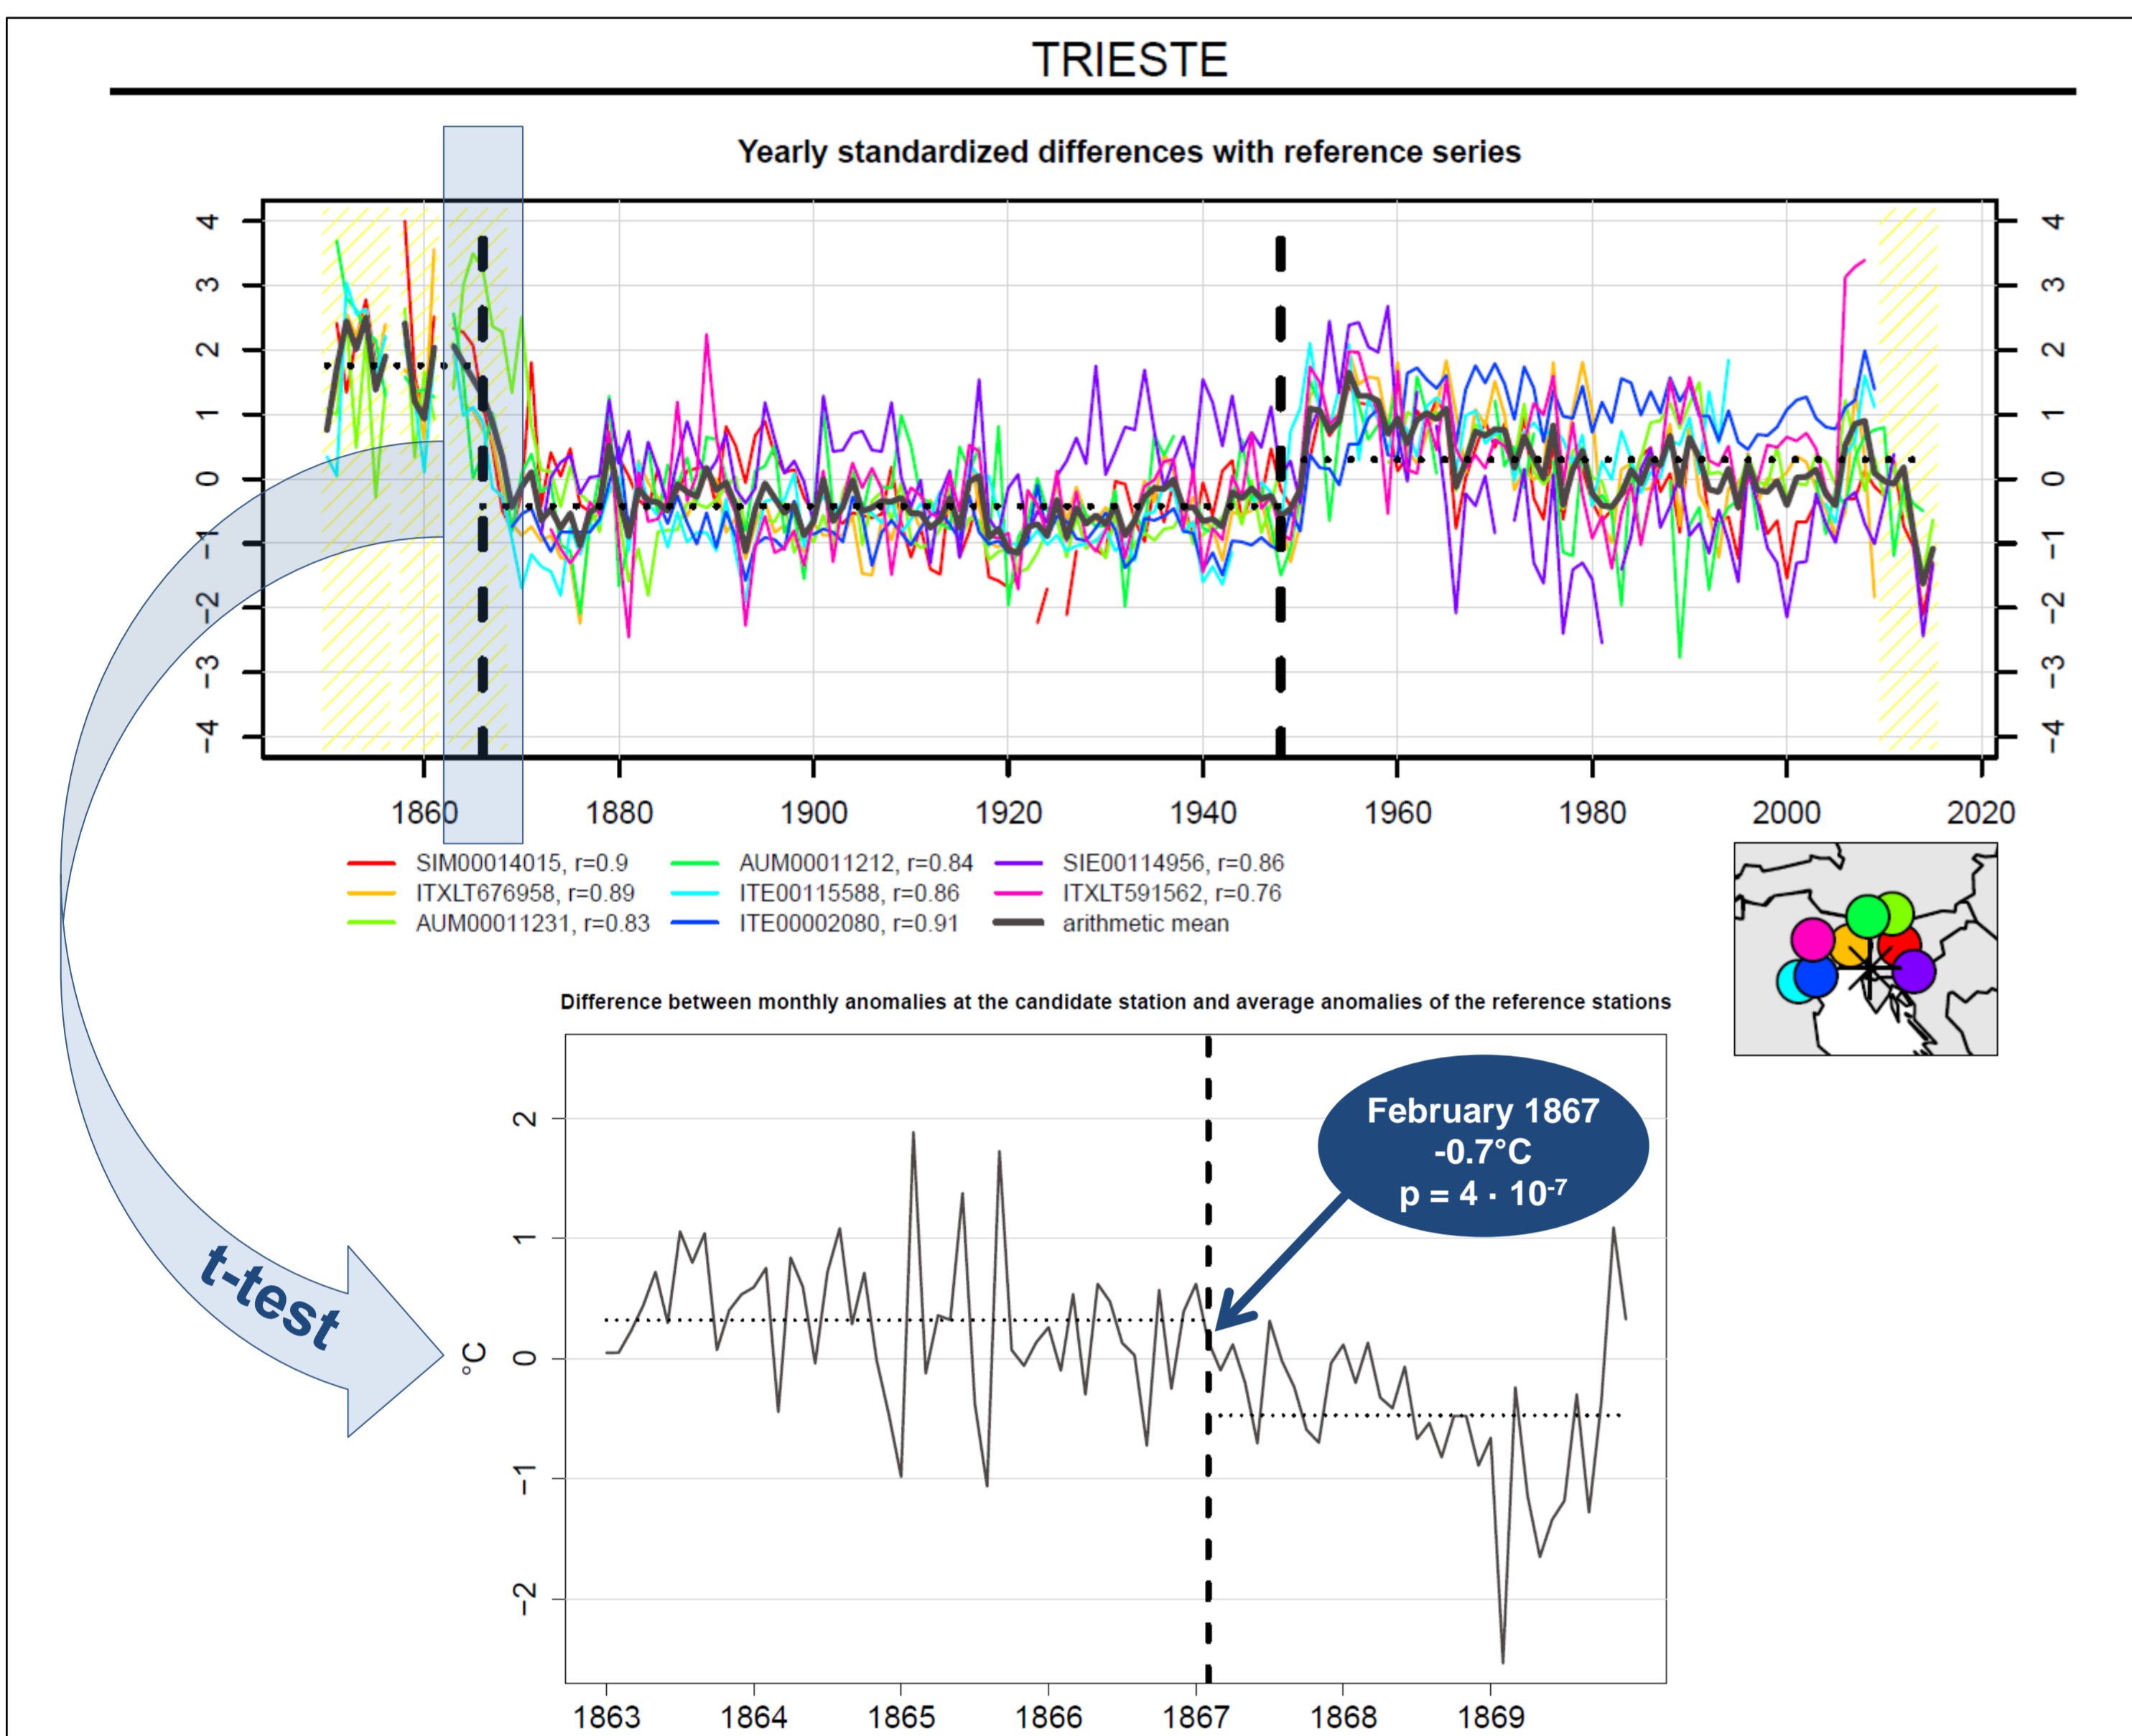 TRIESTE
Yearly standardized differences with reference series
4 4
3 3
2 2
1 1
0 0
−1 −1
−2 −2
−3 −3
−4 −4
1860 1880 1900 1920 1940 1960 1980 2000 2020
SIM00014015, r=0.9 AUM00011212, r=0.84 SIE00114956, r=0.86
ITXLT676958, r=0.89 ITE00115588, r=0.86 ITXLT591562, r=0.76
AUM00011231, r=0.83 ITE00002080, r=0.91 arithmetic mean
Difference between monthly anomalies at the candidate station and average anomalies of the reference stations
February 1867
-0.7°C
p = 4 · 10⁻⁷
t-test
°C
2
1
0
−1
−2
1863 1864 1865 1866 1867 1868 1869